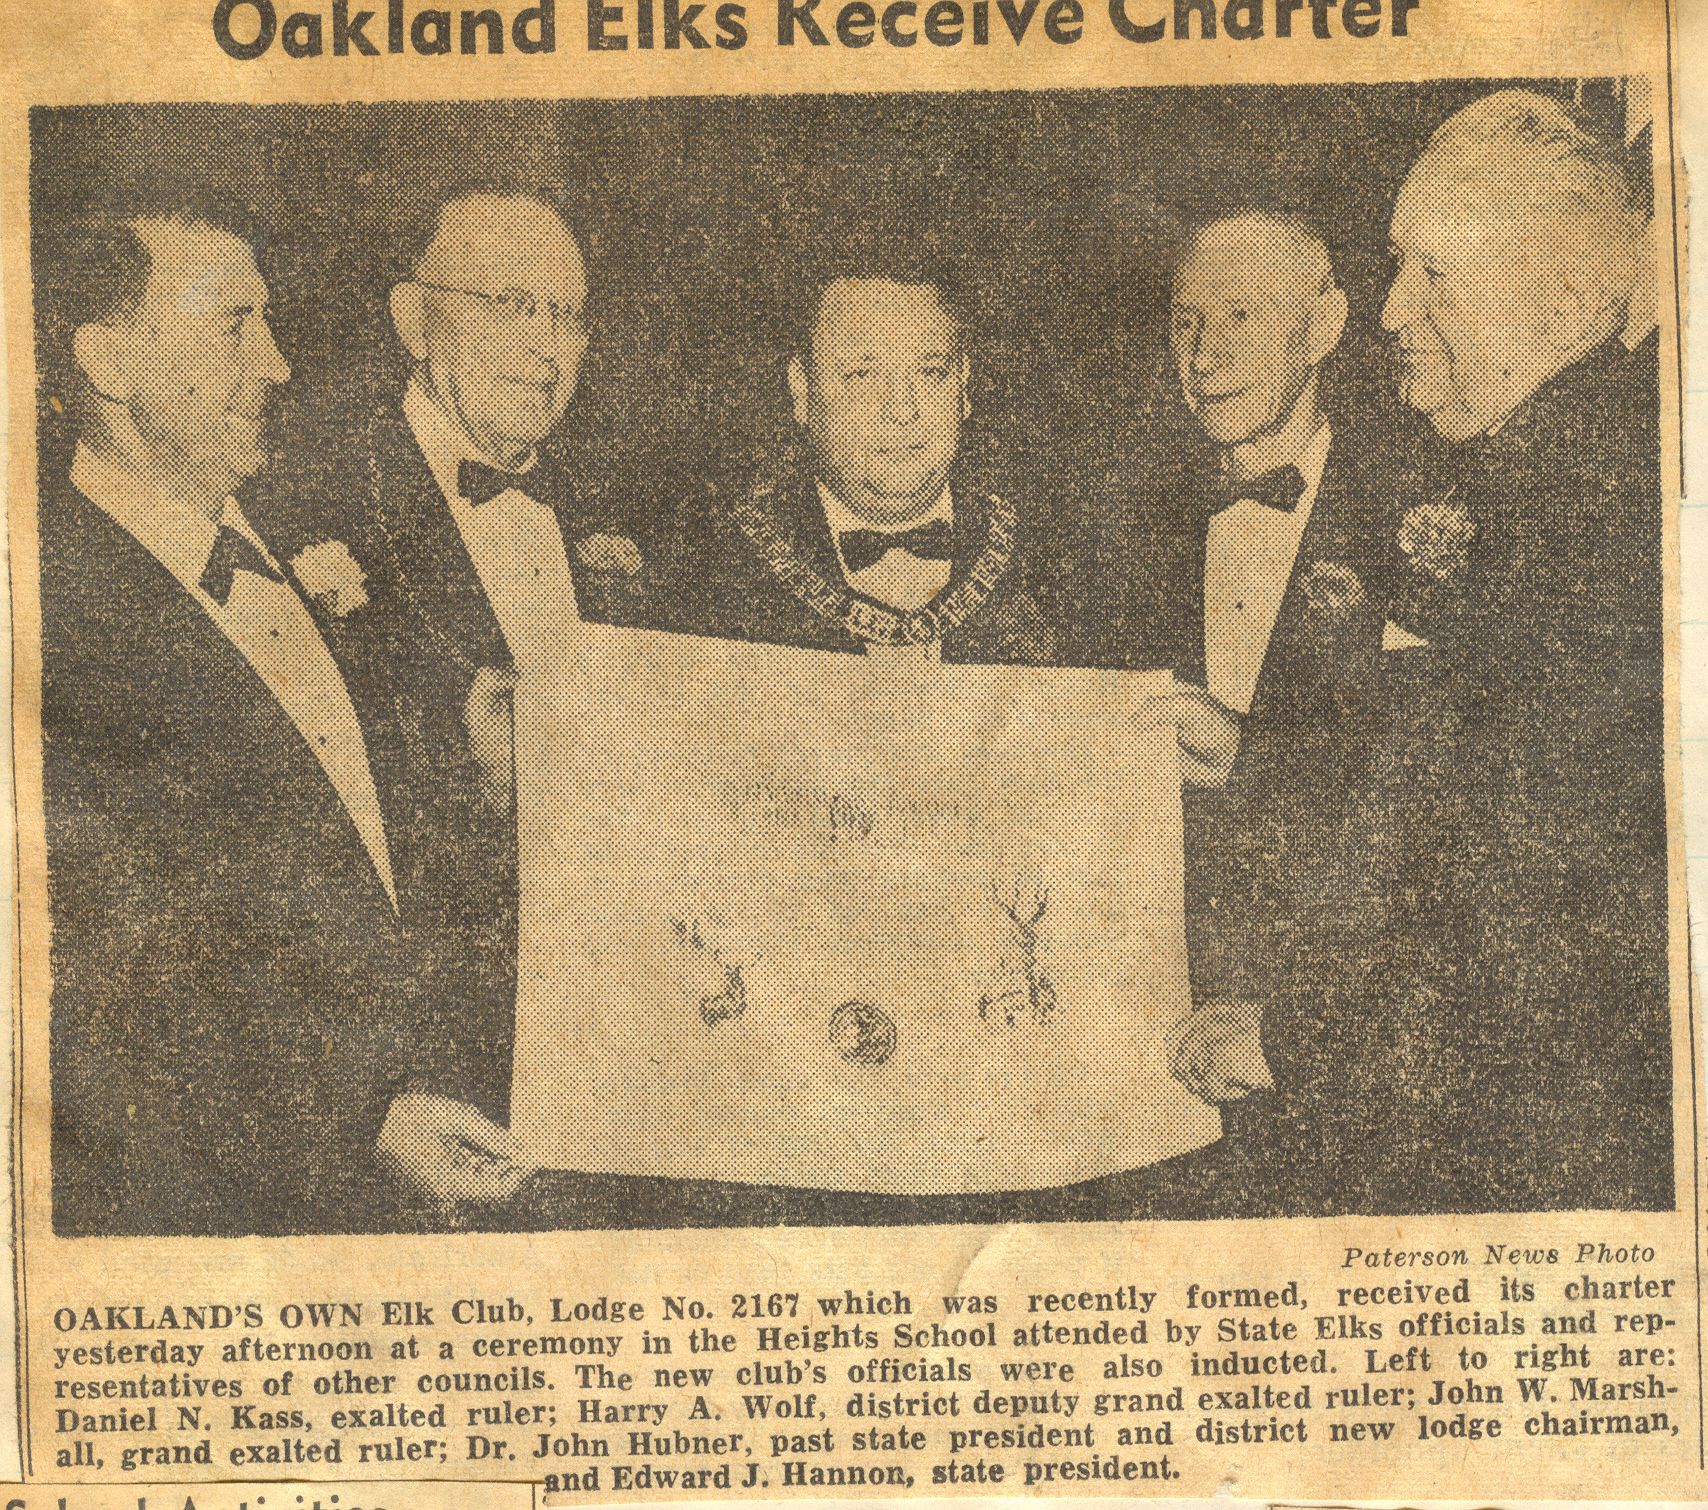 Oakland Elks Receive Charter
Paterson News Photo
OAKLAND'S OWN Elk Club, Lodge No. 2167 which was recently formed, received its charter
yesterday afternoon at a ceremony in the Heights School attended by State Elks officials and rep-
resentatives of other councils. The new club's officials were also inducted. Left to right are:
Daniel N. Kass, exalted ruler; Harry A. Wolf, district deputy grand exalted ruler; John W. Marsh-
all, grand exalted ruler; Dr. John Hubner, past state president and district new lodge chairman,
and Edward J. Hannon, state president.
School Activities